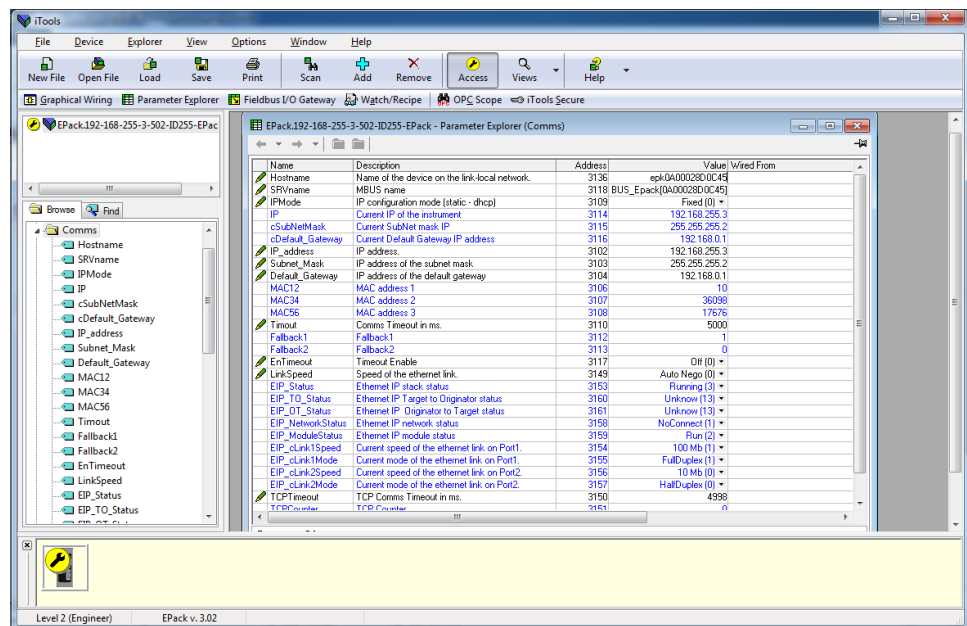 iTools
File Device Explorer View Options Window Help
New File Open File Load Save Print Scan Add Remove Access Views Help
Graphical Wiring Parameter Explorer Fieldbus I/O Gateway Watch/Recipe OPC Scope iTools Secure
EPack.192-168-255-3-502-ID255-EPac
Browse Find
Comms
Hostname
SRVname
IPMode
IP
cSubNetMask
cDefault_Gateway
IP_address
Subnet_Mask
Default_Gateway
MAC12
MAC34
MAC56
Timout
Fallback1
Fallback2
EnTimeout
LinkSpeed
EIP_Status
EIP_TO_Status
EIP_OT_Status
EPack.192-168-255-3-502-ID255-EPack - Parameter Explorer (Comms)
Name Description Address Value Wired From
Hostname Name of the device on the link-local network. 3136 epk0A00028D0C45
SRVname MBUS name 3118 BUS_Epack[0A00028D0C45]
IPMode IP configuration mode (static - dhcp) 3109 Fixed (0)
IP Current IP of the instrument 3114 192.168.255.3
cSubNetMask Current SubNet mask IP 3115 255.255.255.2
cDefault_Gateway Current Default Gateway IP address 3116 192.168.0.1
IP_address IP address. 3102 192.168.255.3
Subnet_Mask IP address of the subnet mask 3103 255.255.255.2
Default_Gateway IP address of the default gateway 3104 192.168.0.1
MAC12 MAC address 1 3106 10
MAC34 MAC address 2 3107 36098
MAC56 MAC address 3 3108 17676
Timout Comms Timeout in ms. 3110 5000
Fallback1 Fallback1 3112 1
Fallback2 Fallback2 3113 0
EnTimeout Timeout Enable 3117 Off (0)
LinkSpeed Speed of the ethernet link. 3149 Auto Nego (0)
EIP_Status Ethernet IP stack status 3153 Running (3)
EIP_TO_Status Ethernet IP Target to Originator status 3160 Unknow (13)
EIP_OT_Status Ethernet IP Originator to Target status 3161 Unknow (13)
EIP_NetworkStatus Ethernet IP network status 3158 NoConnect (1)
EIP_ModuleStatus Ethernet IP module status 3159 Run (2)
EIP_cLink1Speed Current speed of the ethernet link on Port1. 3154 100 Mb (1)
EIP_cLink1Mode Current mode of the ethernet link on Port1. 3155 FullDuplex (1)
EIP_cLink2Speed Current speed of the ethernet link on Port2. 3156 10 Mb (0)
EIP_cLink2Mode Current mode of the ethernet link on Port2. 3157 HalfDuplex (0)
TCPTimeout TCP Comms Timeout in ms. 3150 4998
TCPCounter TCP Counter 3151 0
Level 2 (Engineer) EPack v. 3.02